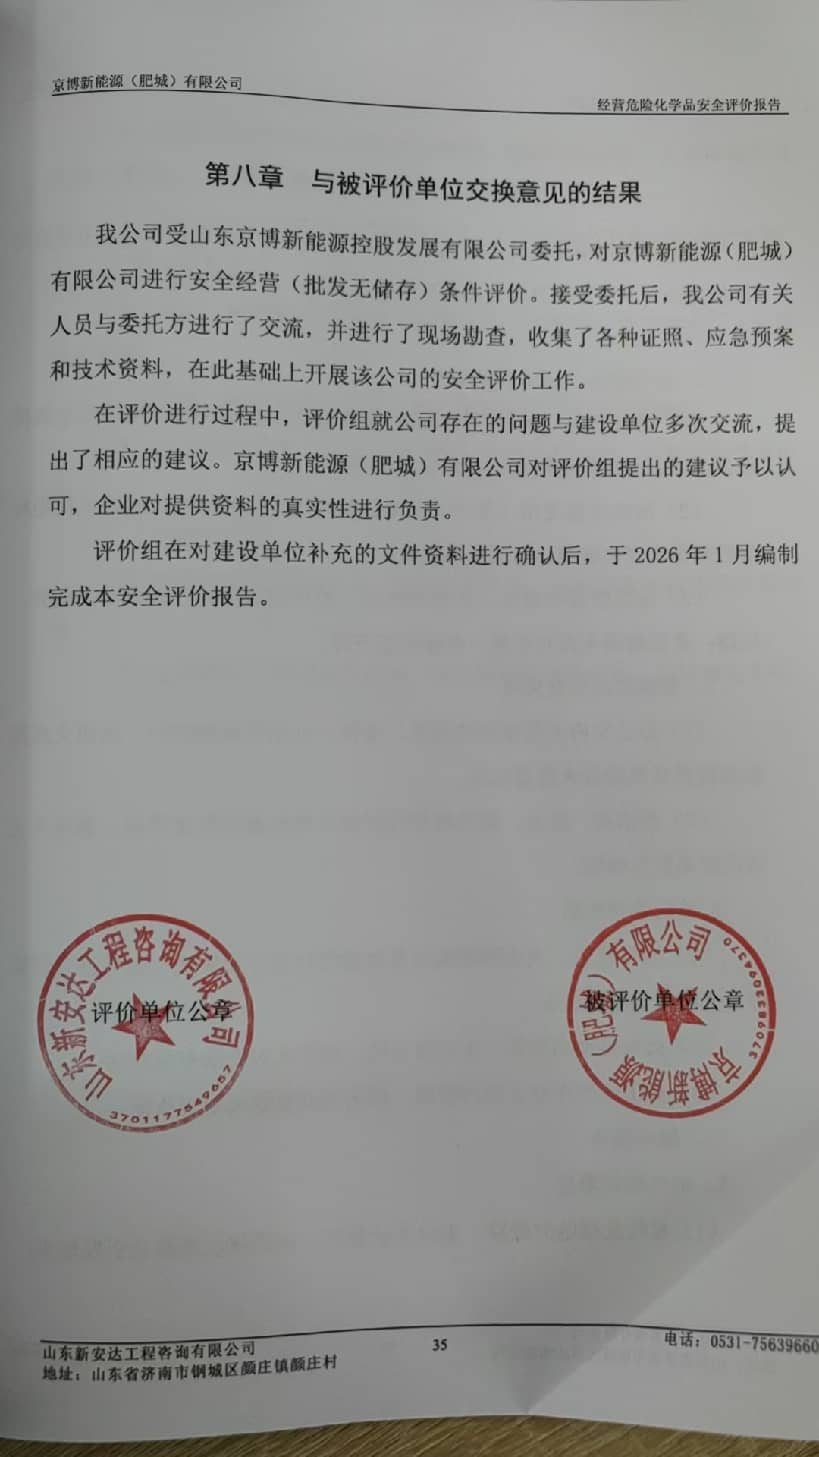 京博新能源（肥城）有限公司
经营危险化学品安全评价报告
第八章 与被评价单位交换意见的结果
我公司受山东京博新能源控股发展有限公司委托，对京博新能源（肥城）
有限公司进行安全经营（批发无储存）条件评价。接受委托后，我公司有关
人员与委托方进行了交流，并进行了现场勘查，收集了各种证照、应急预案
和技术资料，在此基础上开展该公司的安全评价工作。
在评价进行过程中，评价组就公司存在的问题与建设单位多次交流，提
出了相应的建议。京博新能源（肥城）有限公司对评价组提出的建议予以认
可，企业对提供资料的真实性进行负责。
评价组在对建设单位补充的文件资料进行确认后，于 2026 年 1 月编制
完成本安全评价报告。
山东新安达工程咨询有限公司
评价单位公章
3701177549657
京博新能源（肥城）有限公司
被评价单位公章
3709833094370
山东新安达工程咨询有限公司
地址：山东省济南市钢城区颜庄镇颜庄村
35
电话：0531-75639660